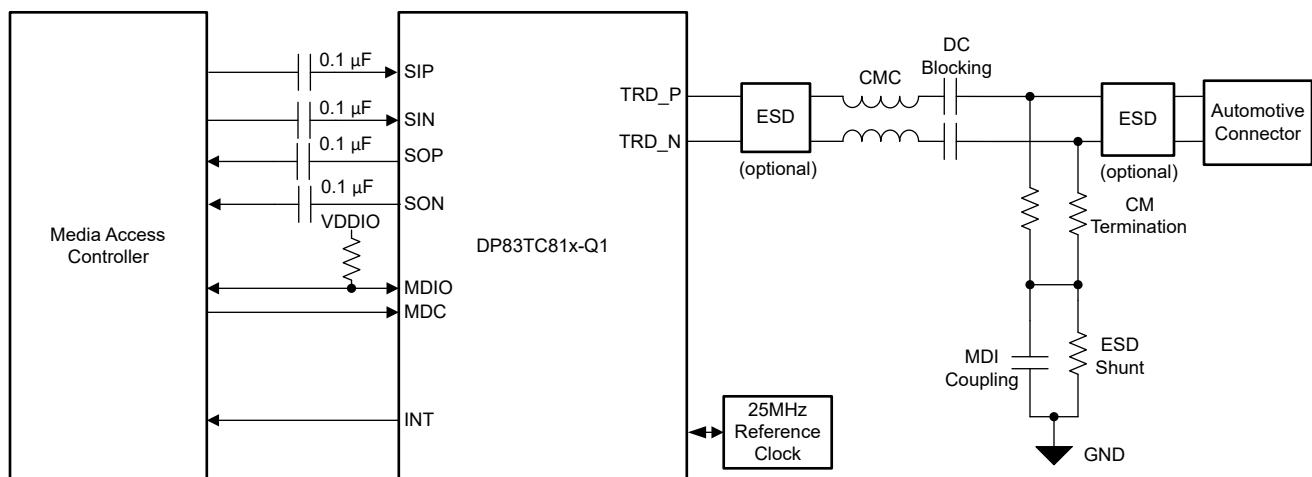 0.1 µF
SIP
0.1 µF
SIN
0.1 µF
SOP
0.1 µF
SON
VDDIO
MDIO
MDC
INT
Media Access
Controller
DP83TC81x-Q1
TRD_P
TRD_N
25MHz
Reference
Clock
ESD
(optional)
CMC
DC
Blocking
ESD
(optional)
Automotive
Connector
CM
Termination
MDI
Coupling
ESD
Shunt
GND